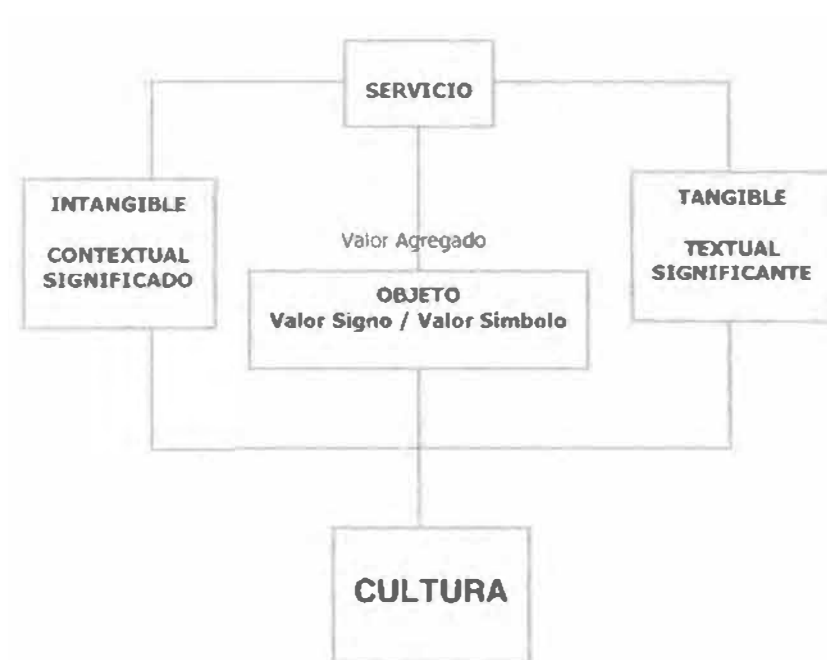 SERVICIO
INTANGIBLE
CONTEXTUAL
SIGNIFICADO
Valor Agregado
OBJETO
Valor Signo / Valor Simbolo
TANGIBLE
TEXTUAL
SIGNIFICANTE
CULTURA